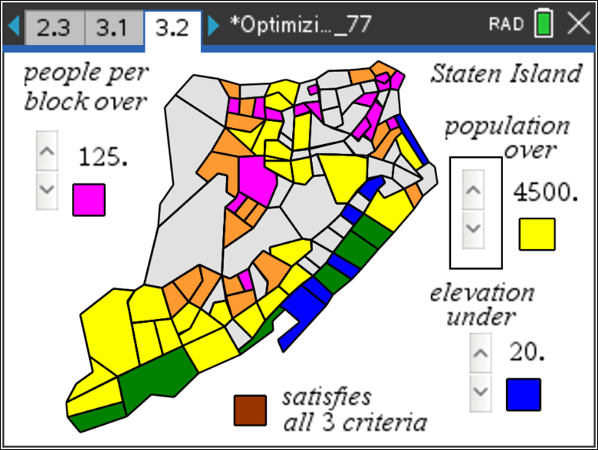 2.3 3.1 3.2 *Optimizi…_77 RAD
people per
block over
125.
Staten Island
population
over
4500.
elevation
under
20.
satisfies
all 3 criteria